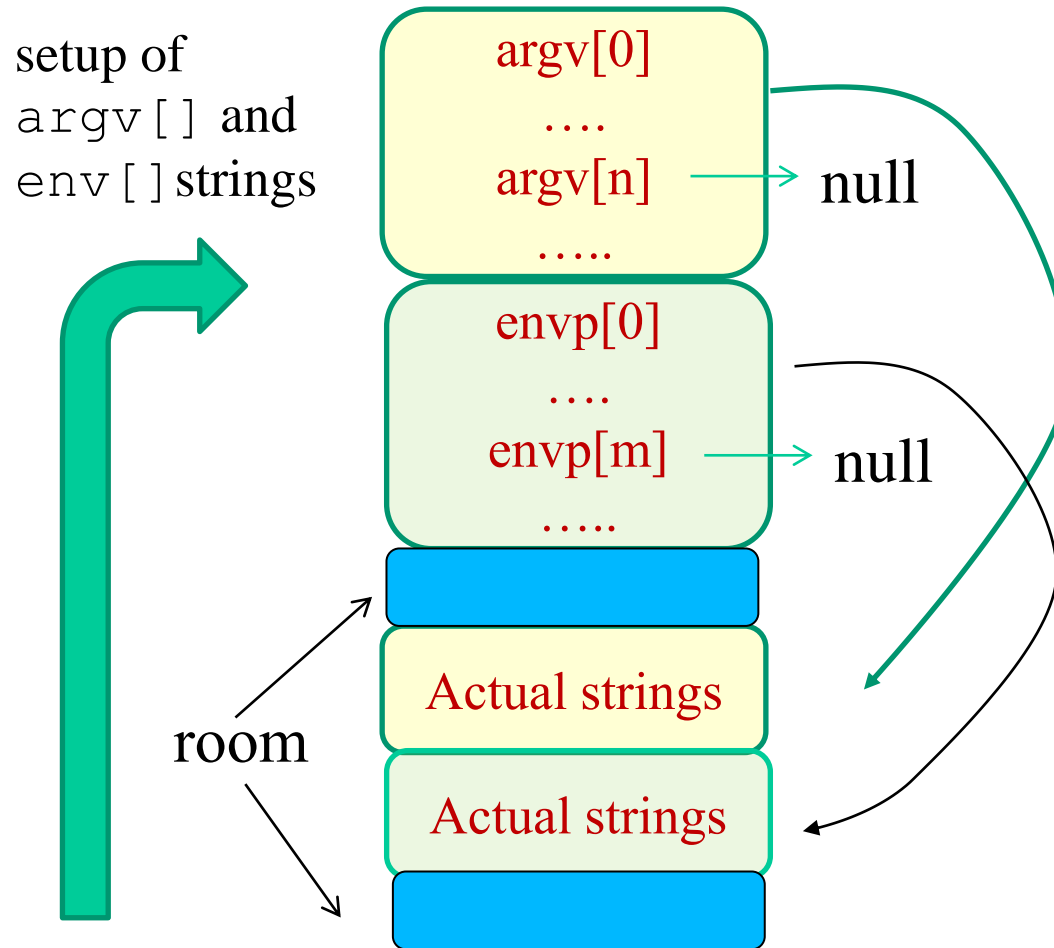 setup of
argv[] and
env[]strings
argv[0]
....
argv[n]
null
.....
envp[0]
....
envp[m]
null
.....
Actual strings
room
Actual strings